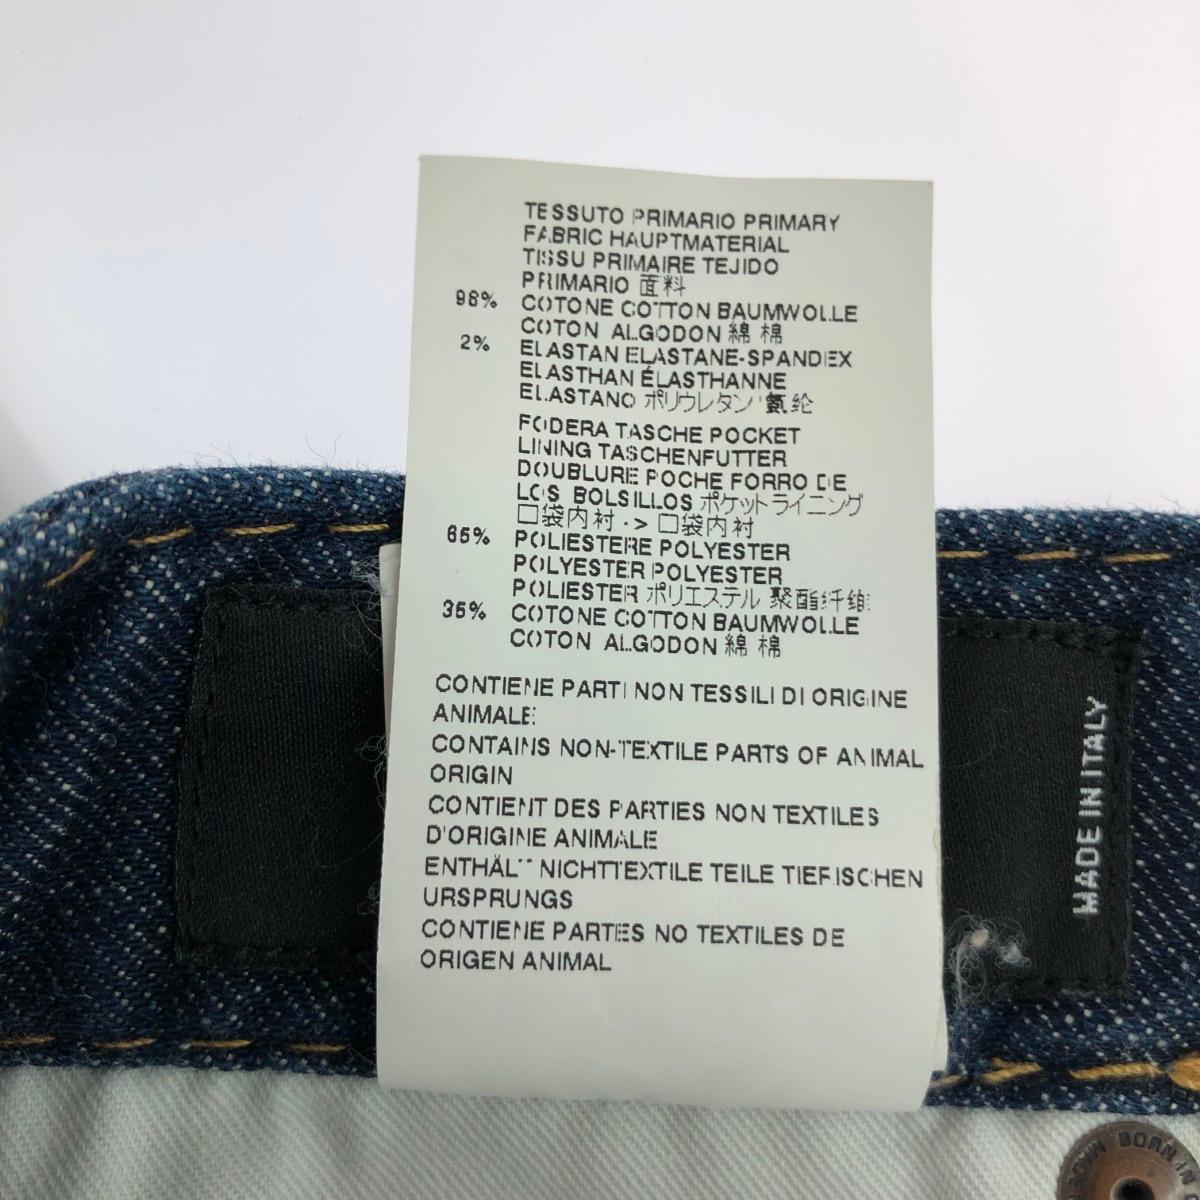 TESSUTO PRIMARIO PRIMARY
FABRIC HAUPTMATERIAL
TISSU PRIMAIRE TEJIDO
PRIMARIO 面料
98% COTONE COTTON BAUMWOLLE
COTON ALGODON 綿 棉
2% ELASTAN ELASTANE-SPANDEX
ELASTHAN ÉLASTHANNE
ELASTANO ポリウレタン 氨纶
FODERA TASCHE POCKET
LINING TASCHENFUTTER
DOUBLURE POCHE FORRO DE
LOS BOLSILLOS ポケットライニング
口袋内衬 -> 口袋内衬
65% POLIESTERE POLYESTER
POLYESTER POLYESTER
POLIESTER ポリエステル 聚酯纤维
35% COTONE COTTON BAUMWOLLE
COTON ALGODON 綿 棉
CONTIENE PARTI NON TESSILI DI ORIGINE
ANIMALE
CONTAINS NON-TEXTILE PARTS OF ANIMAL
ORIGIN
CONTIENT DES PARTIES NON TEXTILES
D'ORIGINE ANIMALE
ENTHÄLT NICHTTEXTILE TEILE TIERISCHEN
URSPRUNGS
CONTIENE PARTES NO TEXTILES DE
ORIGEN ANIMAL
MADE IN ITALY
BORN IN